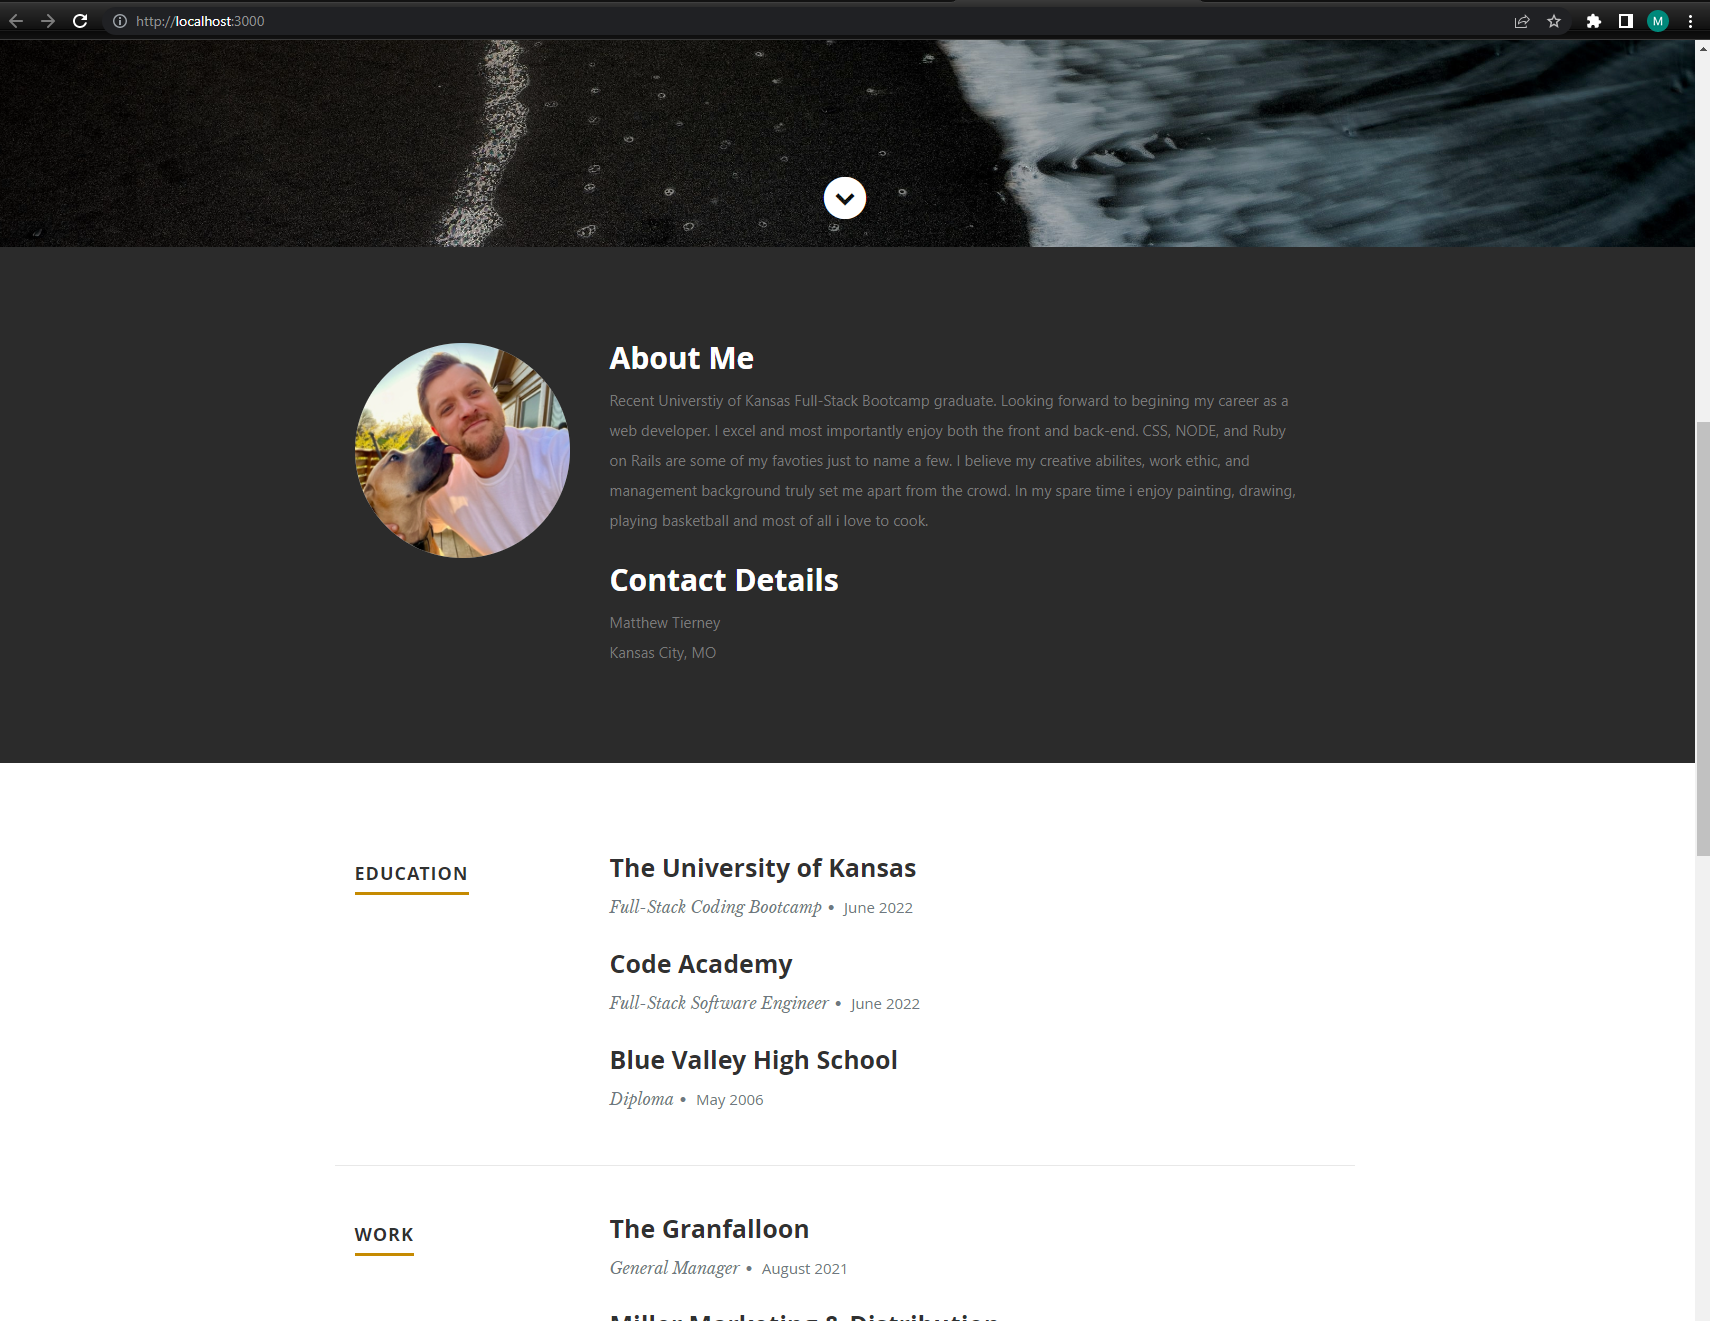 http://localhost:3000
M
About Me
Recent Universtiy of Kansas Full-Stack Bootcamp graduate. Looking forward to begining my career as a
web developer. I excel and most importantly enjoy both the front and back-end. CSS, NODE, and Ruby
on Rails are some of my favoties just to name a few. I believe my creative abilites, work ethic, and
management background truly set me apart from the crowd. In my spare time i enjoy painting, drawing,
playing basketball and most of all i love to cook.
Contact Details
Matthew Tierney
Kansas City, MO
EDUCATION
The University of Kansas
Full-Stack Coding Bootcamp • June 2022
Code Academy
Full-Stack Software Engineer • June 2022
Blue Valley High School
Diploma • May 2006
WORK
The Granfalloon
General Manager • August 2021
Miller Marketing & Distribution